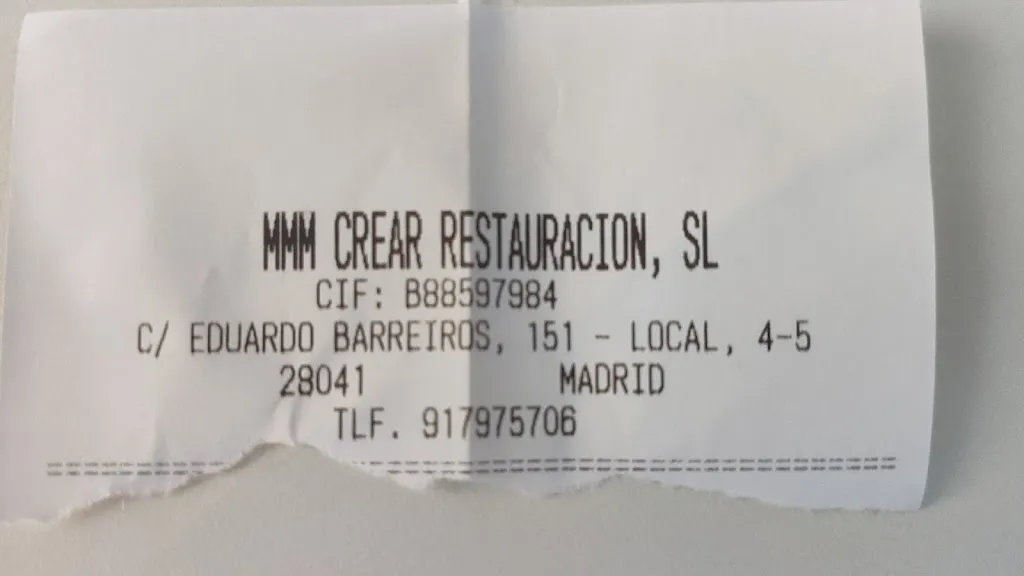 MMM CREAR RESTAURACION, SL
CIF: B88597984
C/ EDUARDO BARREIROS, 151 - LOCAL, 4-5
28041 MADRID
TLF. 917975706